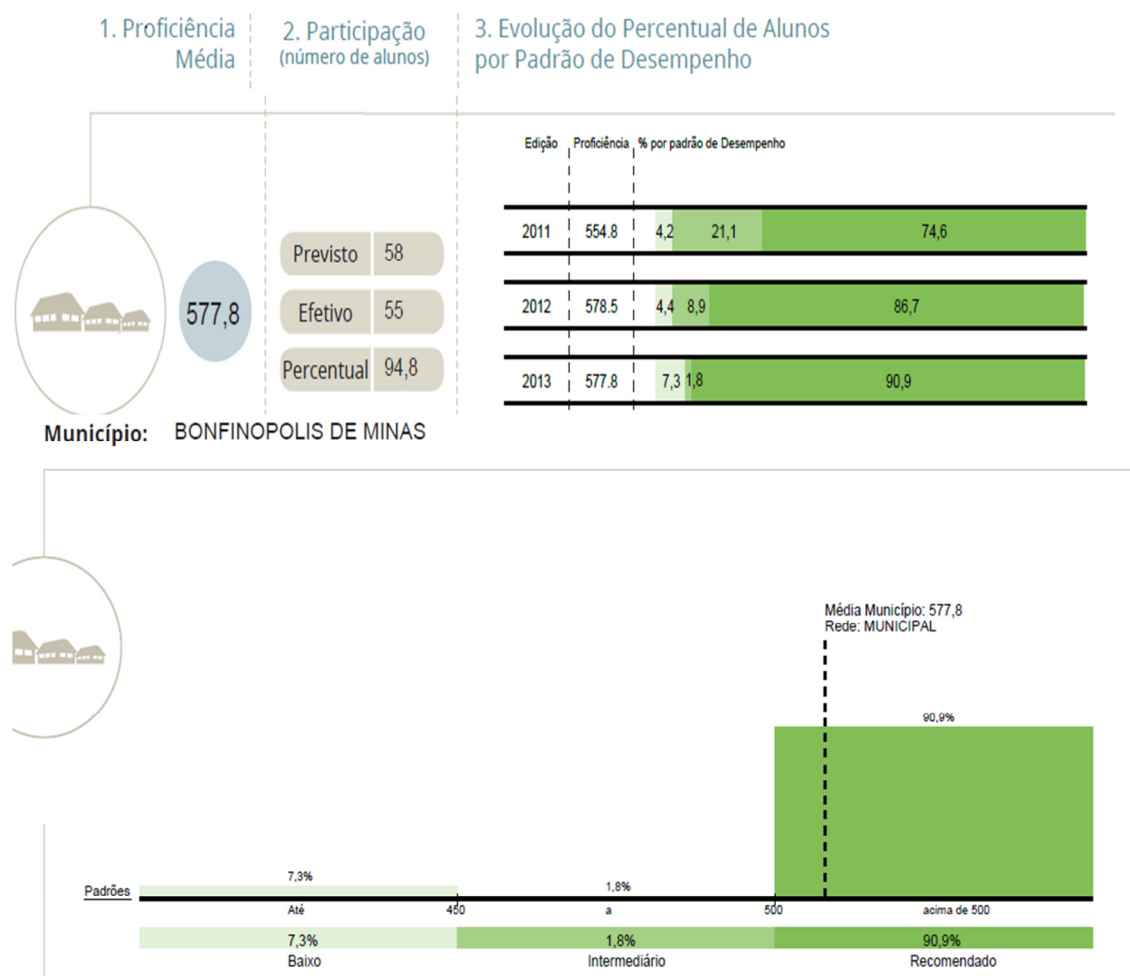 1. Proficiência
Média
2. Participação
(número de alunos)
3. Evolução do Percentual de Alunos
por Padrão de Desempenho
Edição Proficiência % por padrão de Desempenho
2011 554.8 4,2 21,1 74,6
2012 578.5 4,4 8,9 86,7
2013 577.8 7,3 1,8 90,9
577,8
Previsto 58
Efetivo 55
Percentual 94,8
Município: BONFINOPOLIS DE MINAS
Média Município: 577,8
Rede: MUNICIPAL
90,9%
7,3%
1,8%
Padrões
Até 450 a 500 acima de 500
7,3% 1,8% 90,9%
Baixo Intermediário Recomendado